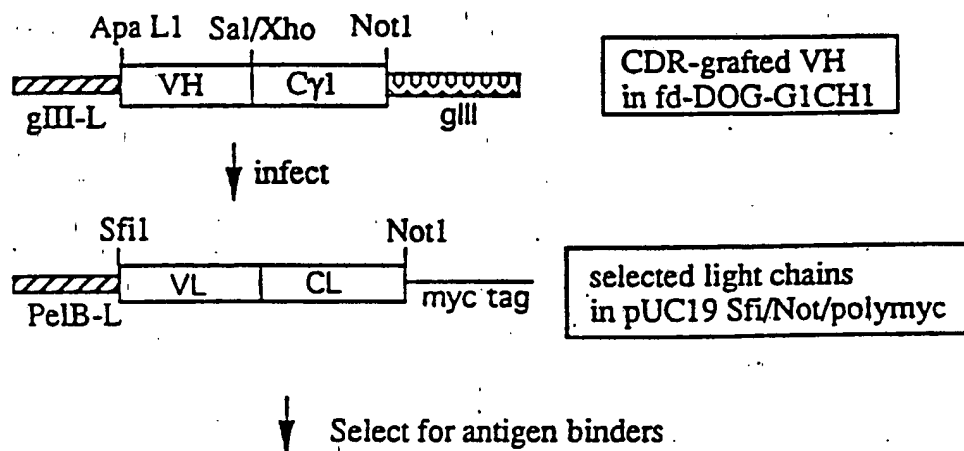 Apa L1 Sal/Xho Not1
VH Cγ1
gIII-L gIII
CDR-grafted VH
in fd-DOG-G1CH1
infect
Sfi1 Not1
VL CL
PelB-L myc tag
selected light chains
in pUC19 Sfi/Not/polymyc
Select for antigen binders